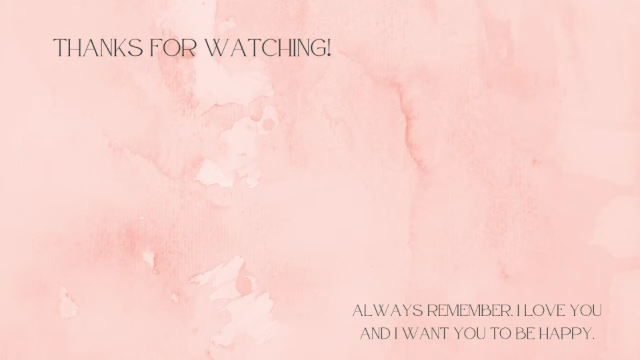 THANKS FOR WATCHING!
ALWAYS REMEMBER. I LOVE YOU
AND I WANT YOU TO BE HAPPY.